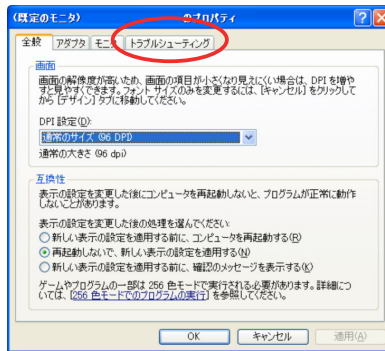 (既定のモニタ) のプロパティ
全般 アダプタ モニタ トラブルシューティング
画面
画面の解像度が高いため、画面の項目が小さくなり見えにくい場合は、DPI を増や
すと見やすくできます。フォント サイズのみを変更するには、[キャンセル] をクリックして
から [デザイン] タブに移動してください。
DPI 設定(D):
通常のサイズ (96 DPI)
通常の大きさ (96 dpi)
互換性
表示の設定を変更した後にコンピュータを再起動しないと、プログラムが正常に動作
しないことがあります。
表示の設定を変更した後の処理を選んでください:
新しい表示の設定を適用する前に、コンピュータを再起動する(R)
再起動しないで、新しい表示の設定を適用する(N)
新しい表示の設定を適用する前に、確認のメッセージを表示する(K)
ゲームやプログラムの一部は 256 色モードで実行される必要があります。詳細につ
いては、[256 色モードでのプログラムの実行] を参照してください。
OK キャンセル 適用(A)